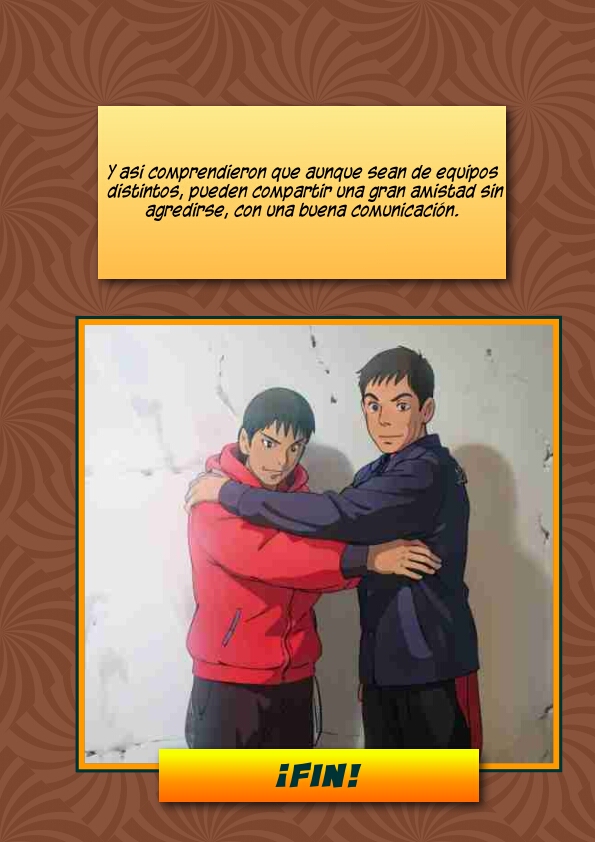 Y así comprendieron que aunque sean de equipos
distintos, pueden compartir una gran amistad sin
agredirse, con una buena comunicación.
¡FIN!